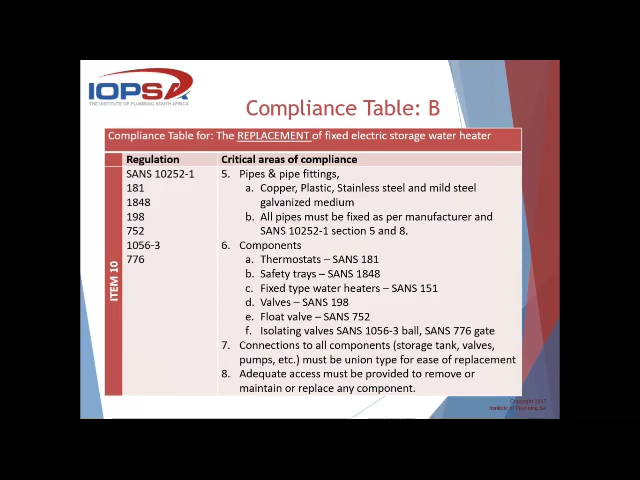 IOPSA
THE INSTITUTE OF PLUMBING SOUTH AFRICA
Compliance Table: B
Compliance Table for: The REPLACEMENT of fixed electric storage water heater
Regulation
Critical areas of compliance
ITEM 10
SANS 10252-1
181
1848
198
752
1056-3
776
5. Pipes & pipe fittings,
a. Copper, Plastic, Stainless steel and mild steel
galvanized medium
b. All pipes must be fixed as per manufacturer and
SANS 10252-1 section 5 and 8.
6. Components
a. Thermostats – SANS 181
b. Safety trays – SANS 1848
c. Fixed type water heaters – SANS 151
d. Valves – SANS 198
e. Float valve – SANS 752
f. Isolating valves SANS 1056-3 ball, SANS 776 gate
7. Connections to all components (storage tank, valves,
pumps, etc.) must be union type for ease of replacement
8. Adequate access must be provided to remove or
maintain or replace any component.
Copyright 2017
Institute of Plumbing SA